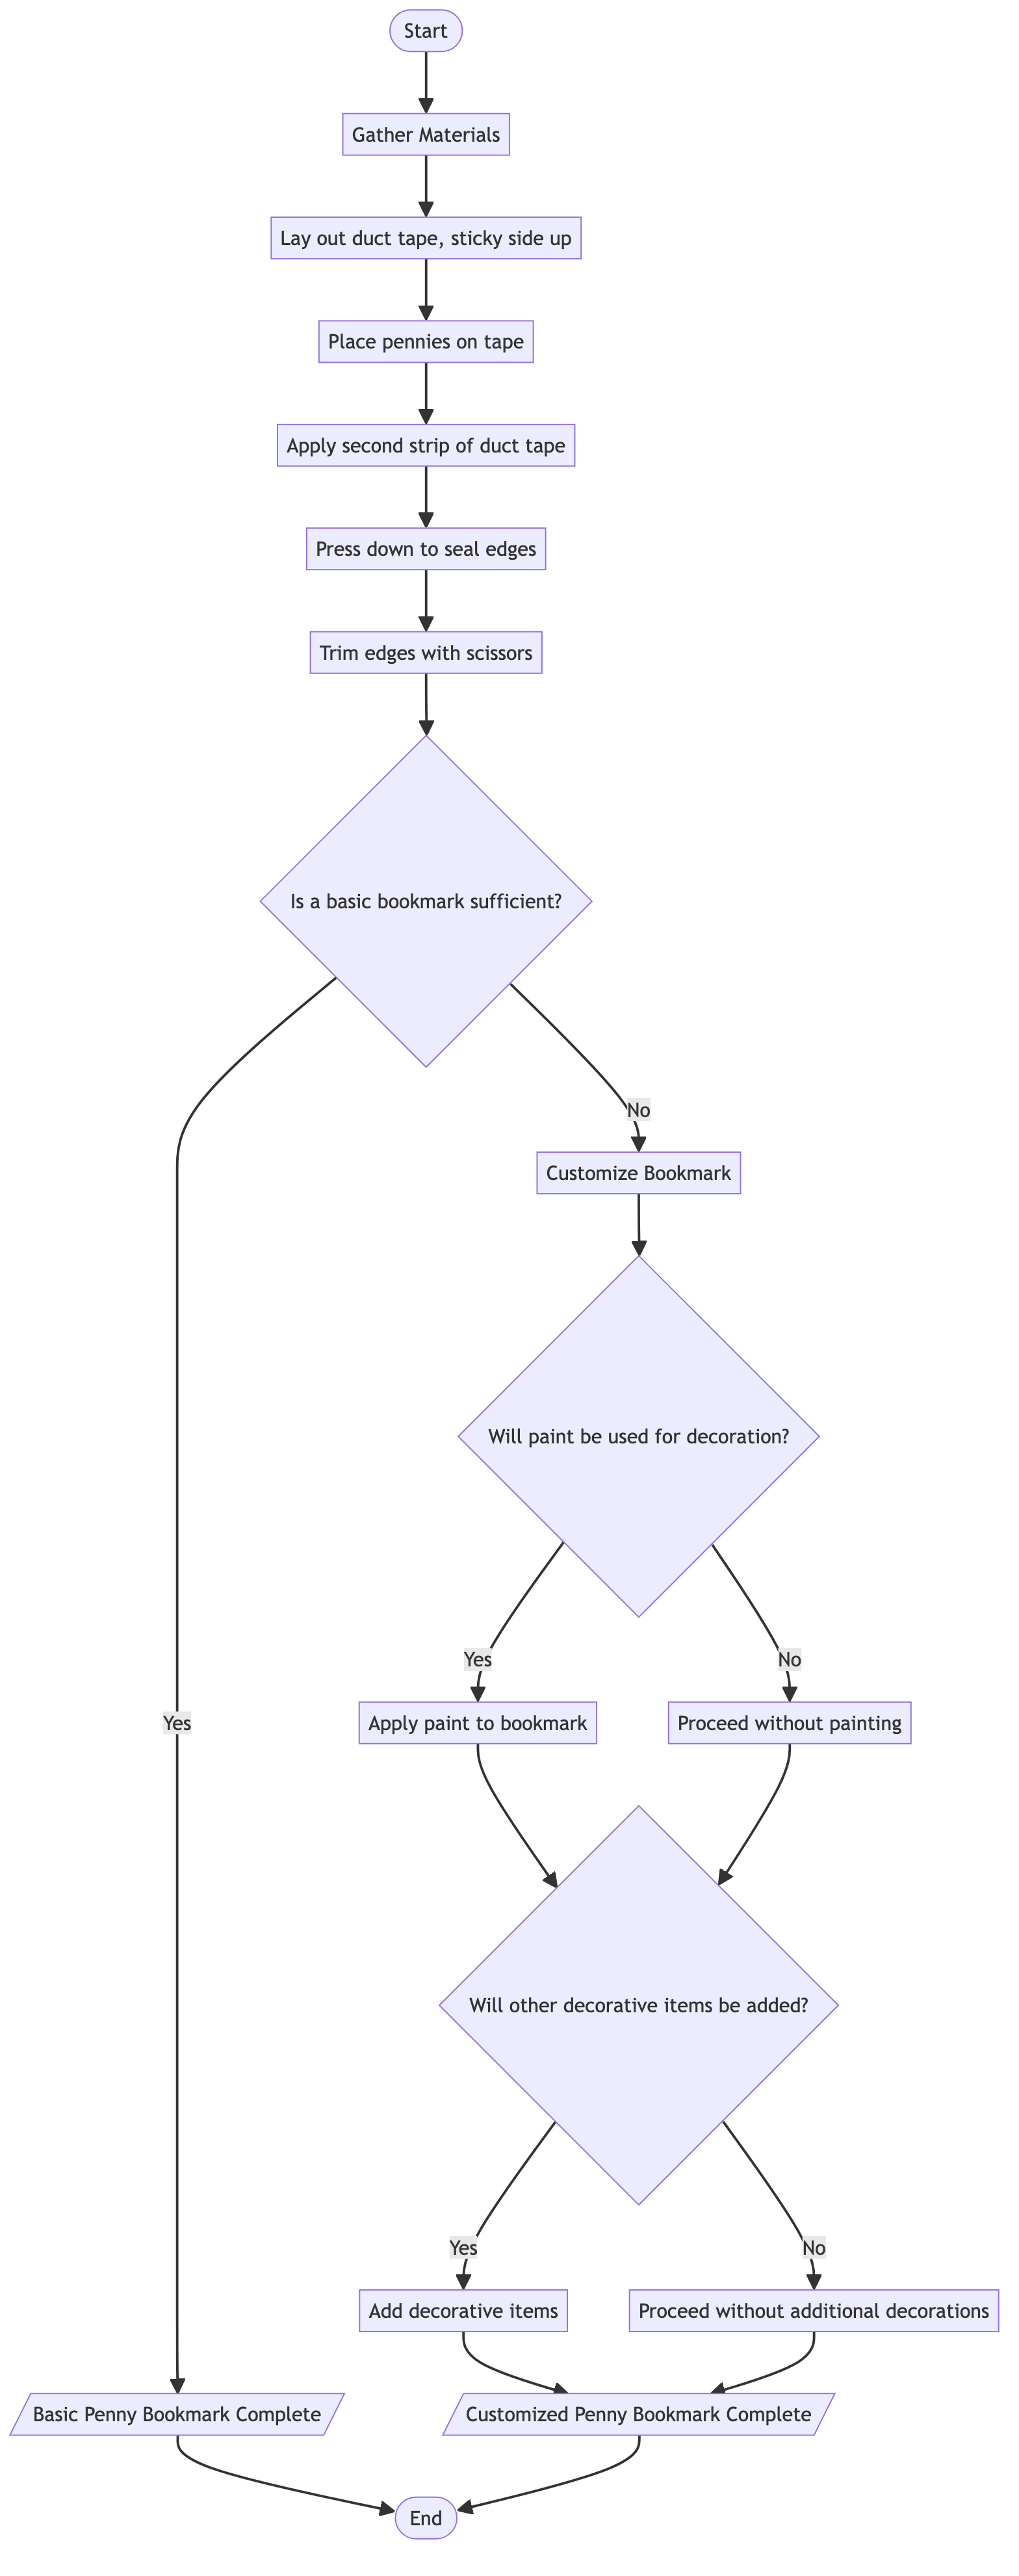 Start
Gather Materials
Lay out duct tape, sticky side up
Place pennies on tape
Apply second strip of duct tape
Press down to seal edges
Trim edges with scissors
Is a basic bookmark sufficient?
No
Customize Bookmark
Will paint be used for decoration?
Yes
No
Yes
Apply paint to bookmark
Proceed without painting
Will other decorative items be added?
Yes
No
Add decorative items
Proceed without additional decorations
Basic Penny Bookmark Complete
Customized Penny Bookmark Complete
End